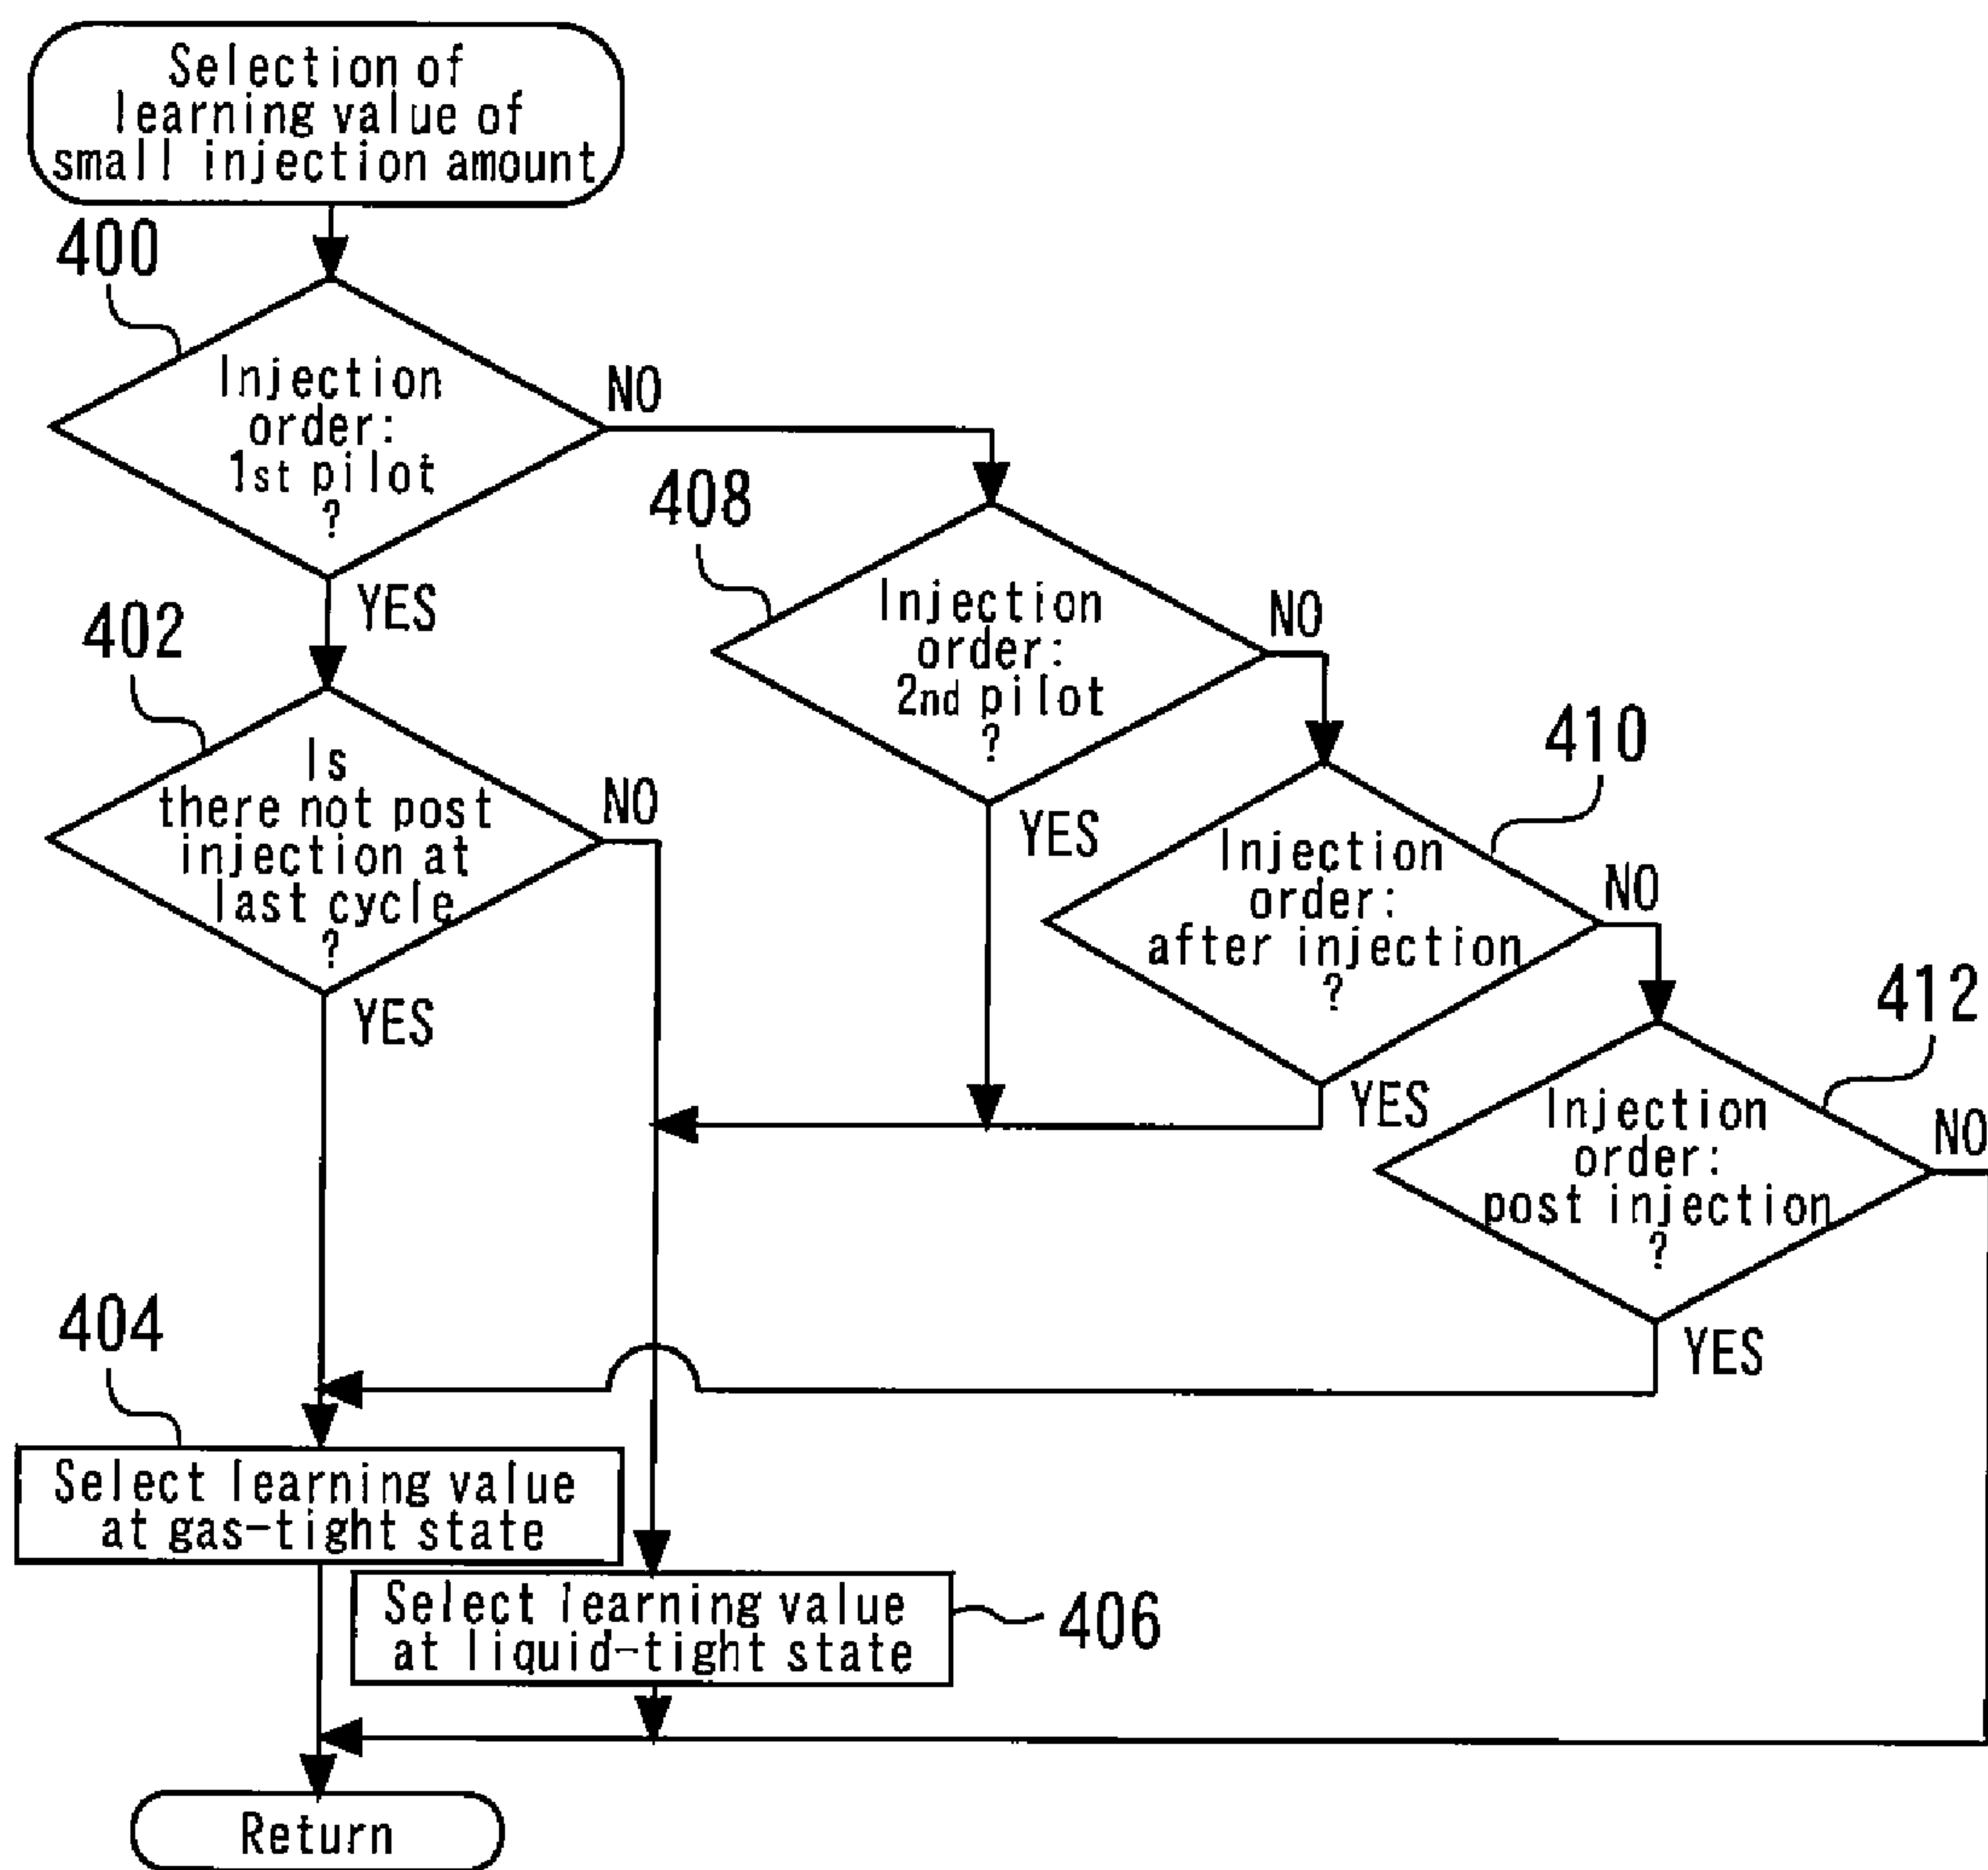 Selection of
learning value of
small injection amount
400
Injection
order:
1st pilot
?
NO
YES
408
Injection
order:
2nd pilot
?
NO
YES
402
Is
there not post
injection at
last cycle
?
NO
YES
410
Injection
order:
after injection
?
NO
YES
412
Injection
order:
post injection
?
NO
YES
404
Select learning value
at gas-tight state
Select learning value
at liquid-tight state
406
Return